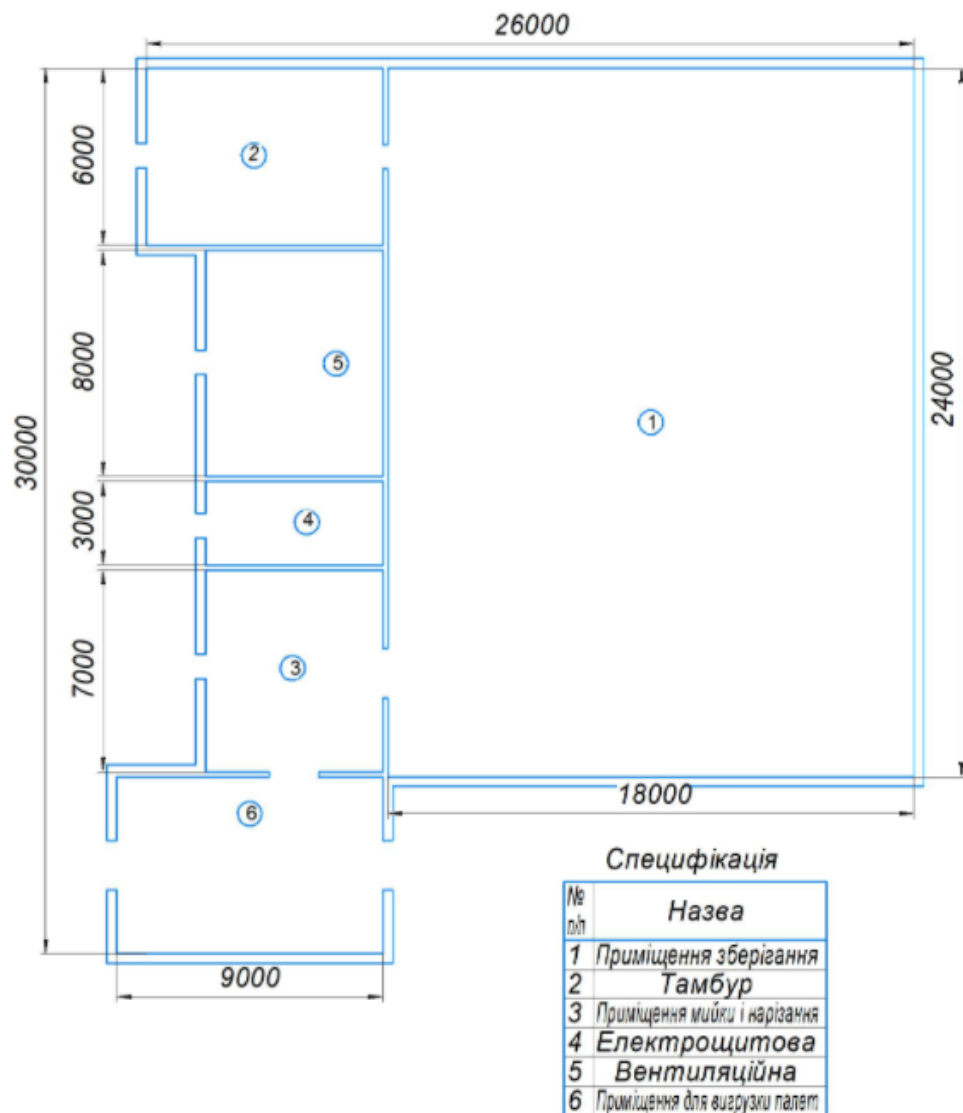 26000
6000
2
8000
5
1
24000
30000
3000
4
7000
3
18000
6
9000
Специфікація
№ п/п Назва
1 Приміщення зберігання
2 Тамбур
3 Приміщення мийки і нарізання
4 Електрощитова
5 Вентиляційна
6 Приміщення для вигрузки палет